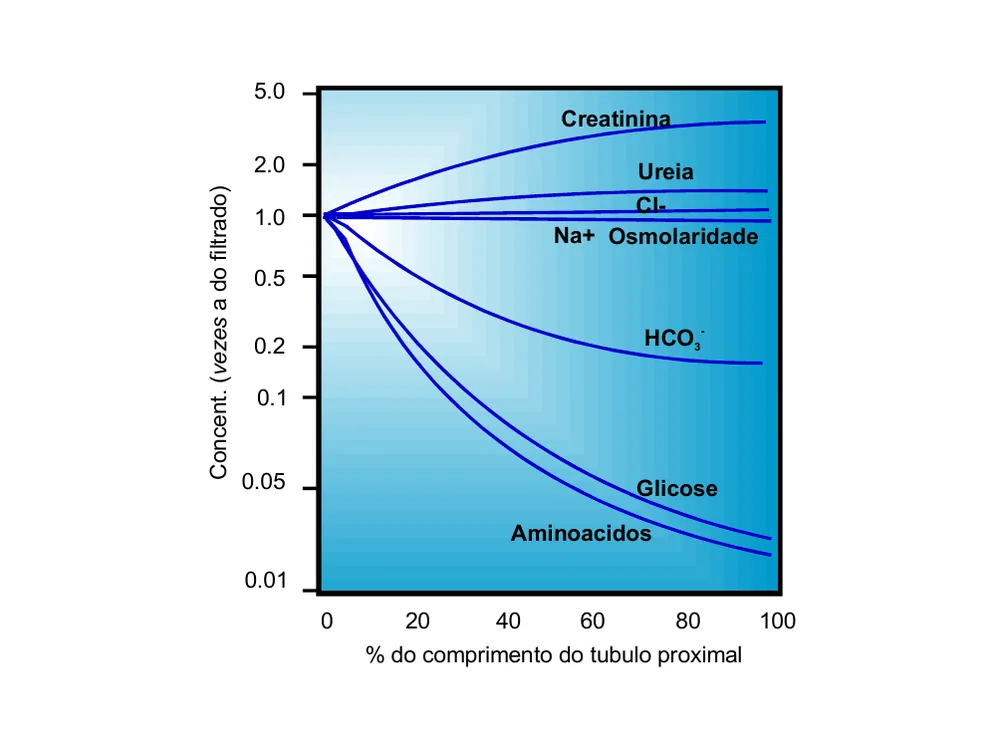 5.0
Creatinina
2.0
Ureia
Cl-
1.0
Na+ Osmolaridade
0.5
HCO3-
0.2
0.1
0.05
Glicose
Aminoacidos
0.01
Concent. (vezes a do filtrado)
0 20 40 60 80 100
% do comprimento do tubulo proximal